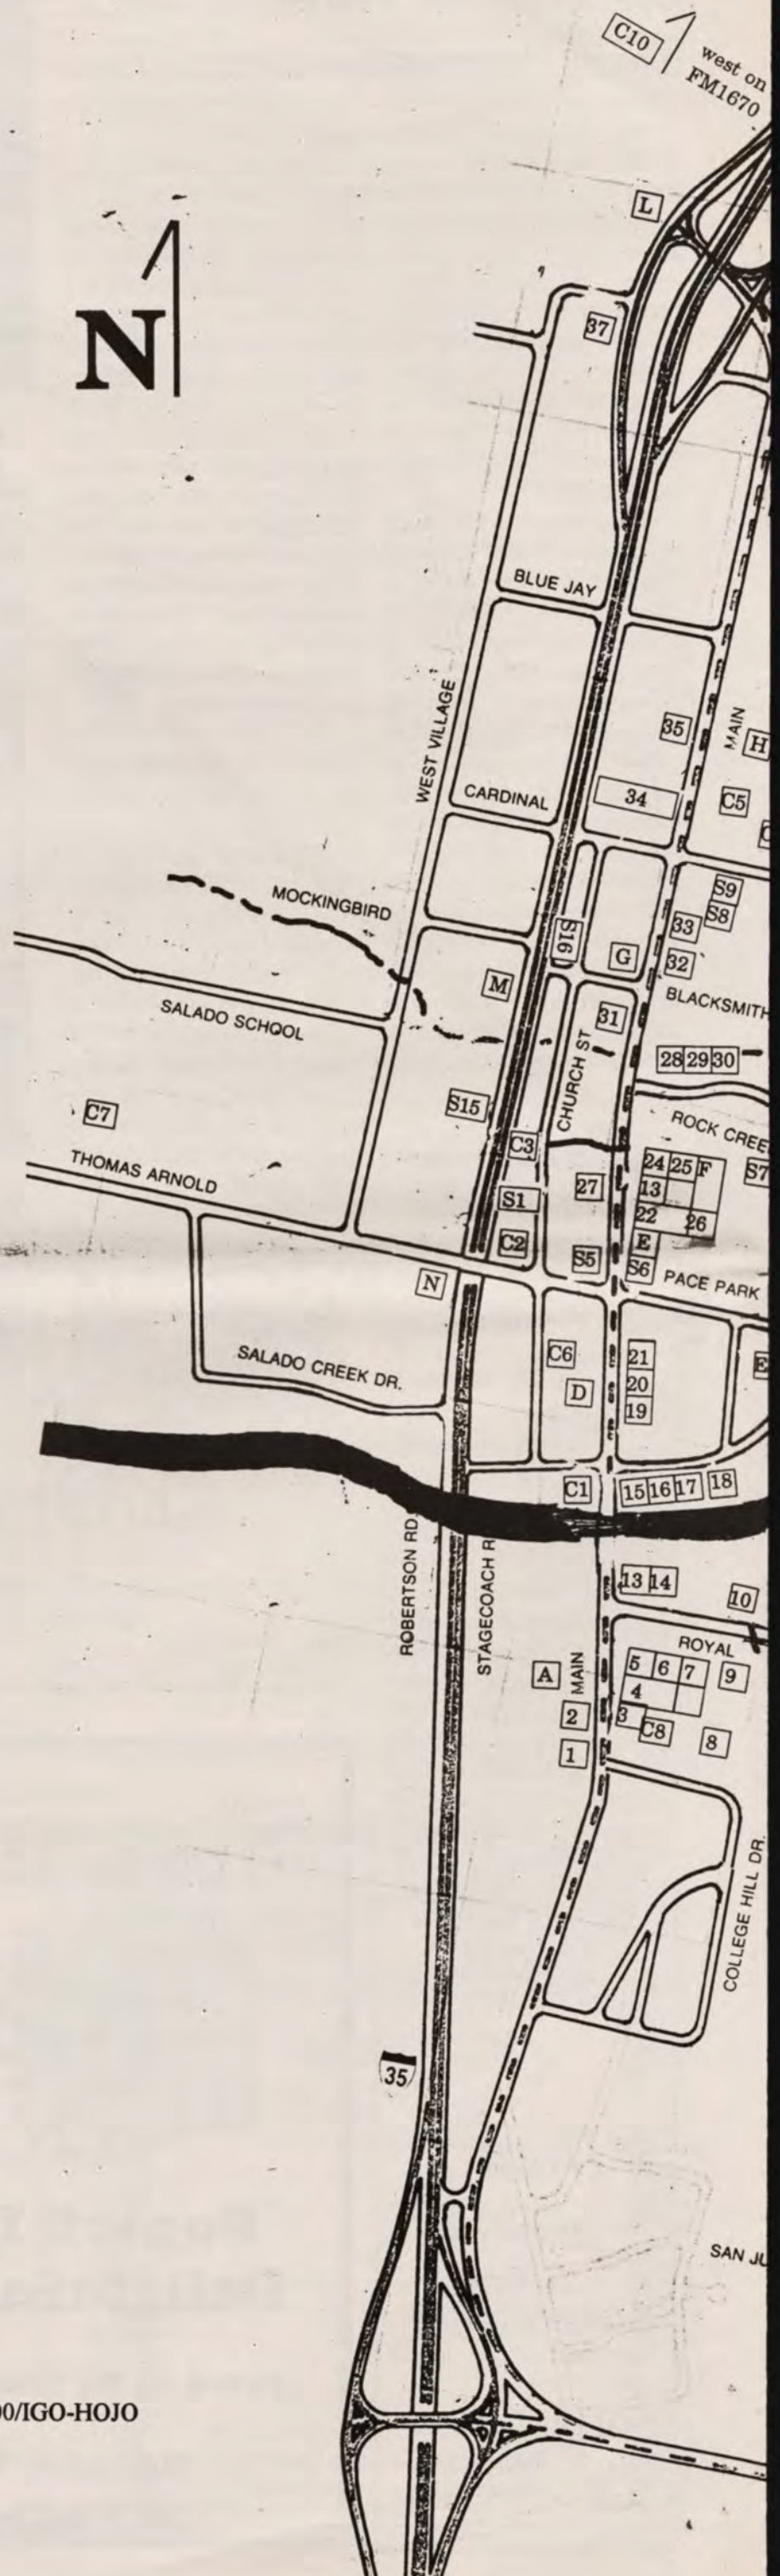 C10
west on
FM1670
L
N
37
BLUE JAY
WEST VILLAGE
35
MAIN
H
CARDINAL
34
C5
MOCKINGBIRD
S9
S8
33
S16
G
32
M
BLACKSMITH
SALADO SCHOOL
31
CHURCH ST
28 29 30
C7
S15
ROCK CREE
C3
THOMAS ARNOLD
24 25 F
S7
13
27
S1
22 26
C2
E
S5
S6
N
PACE PARK
SALADO CREEK DR.
C6
21
E
D
20
19
C1
15 16 17 18
ROBERTSON RD.
STAGECOACH R
13 14
10
ROYAL
MAIN
A
5 6 7
9
4
2
3
C8
8
1
COLLEGE HILL DR.
35
SAN JU
00/IGO-HOJO